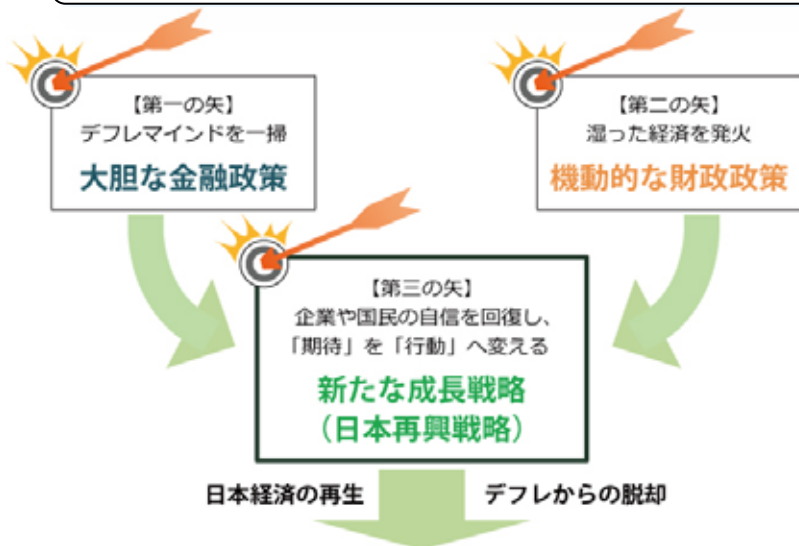 【第一の矢】
デフレマインドを一掃
大胆な金融政策
【第二の矢】
湿った経済を発火
機動的な財政政策
【第三の矢】
企業や国民の自信を回復し、
「期待」を「行動」へ変える
新たな成長戦略
（日本再興戦略）
日本経済の再生
デフレからの脱却